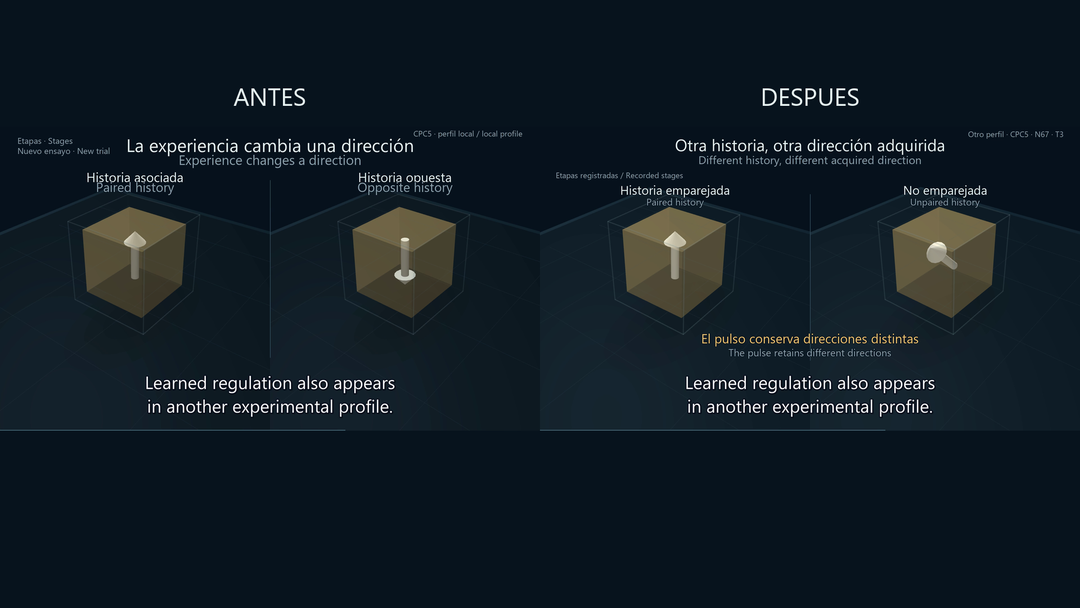 ANTES
Etapas · Stages
Nuevo ensayo · New trial
CPC5 · perfil local / local profile
La experiencia cambia una dirección
Experience changes a direction
Historia asociada
Paired history
Historia opuesta
Opposite history
Learned regulation also appears
in another experimental profile.
DESPUES
Otro perfil · CPC5 · N67 · T3
Otra historia, otra dirección adquirida
Different history, different acquired direction
Etapas registradas / Recorded stages
Historia emparejada
Paired history
No emparejada
Unpaired history
El pulso conserva direcciones distintas
The pulse retains different directions
Learned regulation also appears
in another experimental profile.